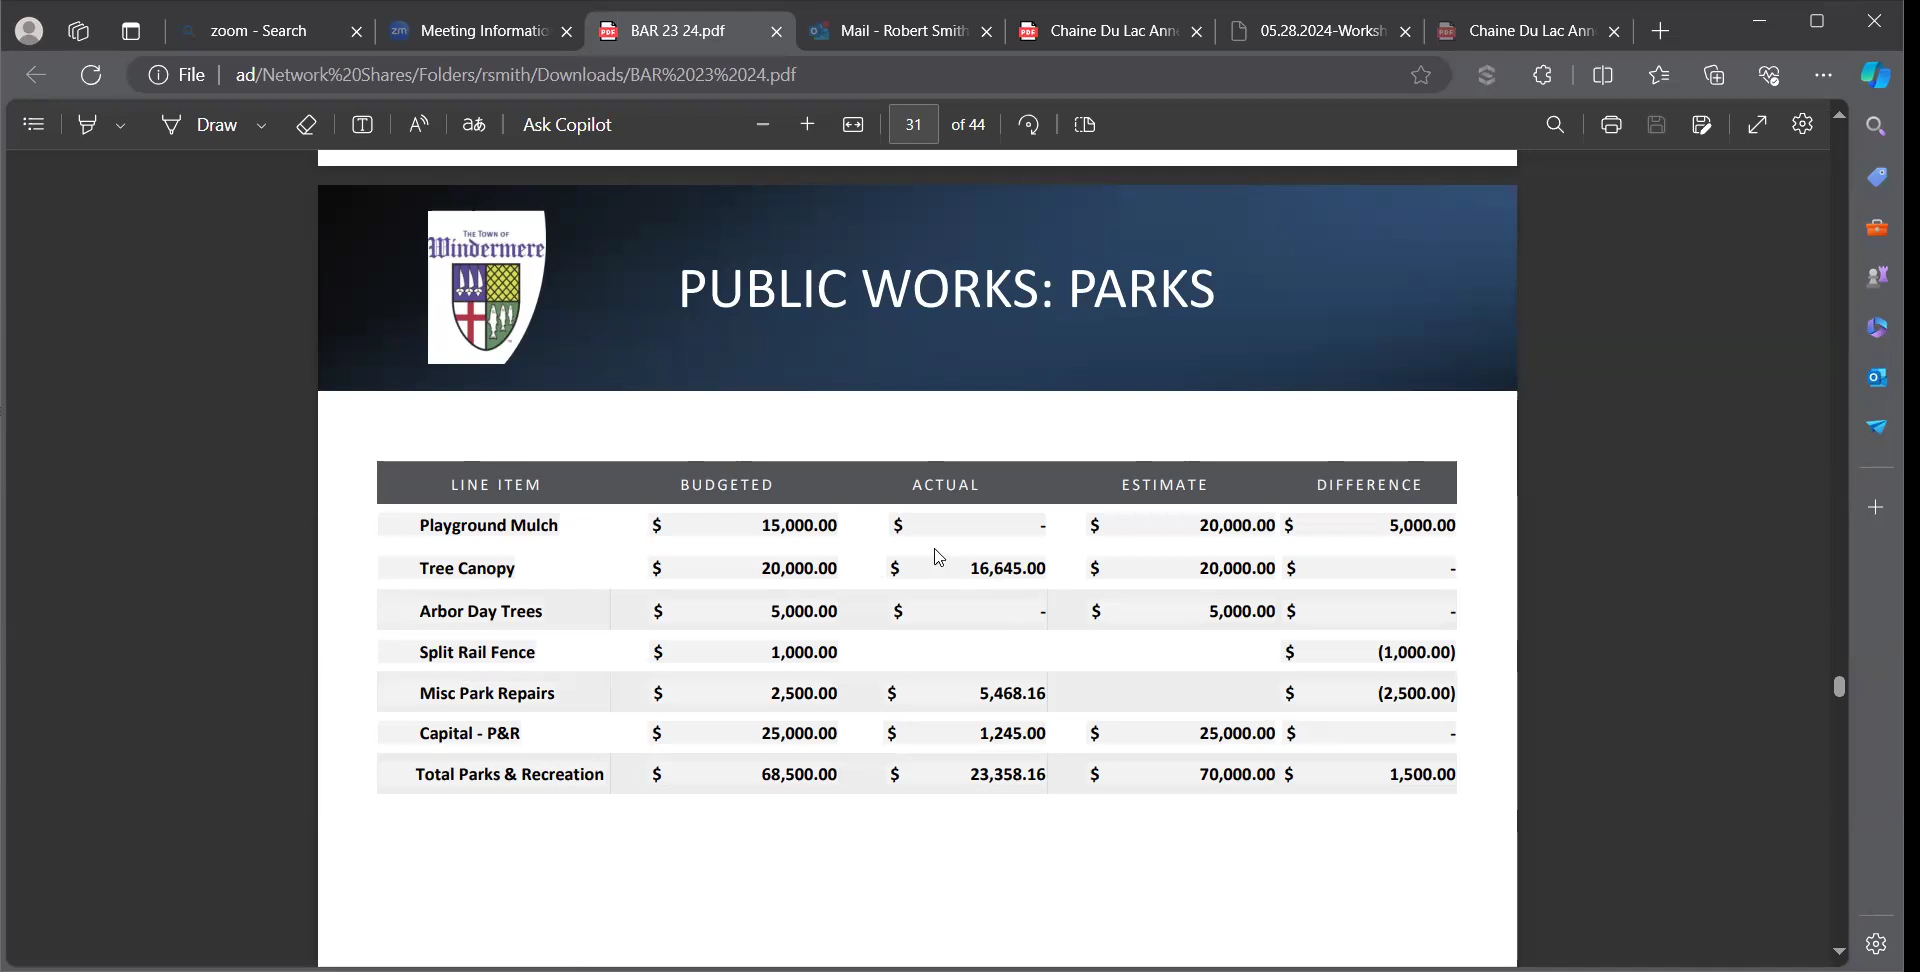 zoom - Search
Meeting Informatio
BAR 23 24.pdf
Mail - Robert Smith
Chaine Du Lac Ann
05.28.2024-Worksh
Chaine Du Lac Ann
File
ad/Network%20Shares/Folders/rsmith/Downloads/BAR%2023%2024.pdf
Draw
Ask Copilot
31 of 44
THE TOWN OF
Windermere
PUBLIC WORKS: PARKS
LINE ITEM BUDGETED ACTUAL ESTIMATE DIFFERENCE
Playground Mulch $ 15,000.00 $ - $ 20,000.00 $ 5,000.00
Tree Canopy $ 20,000.00 $ 16,645.00 $ 20,000.00 $ -
Arbor Day Trees $ 5,000.00 $ - $ 5,000.00 $ -
Split Rail Fence $ 1,000.00 $ (1,000.00)
Misc Park Repairs $ 2,500.00 $ 5,468.16 $ (2,500.00)
Capital - P&R $ 25,000.00 $ 1,245.00 $ 25,000.00 $ -
Total Parks & Recreation $ 68,500.00 $ 23,358.16 $ 70,000.00 $ 1,500.00